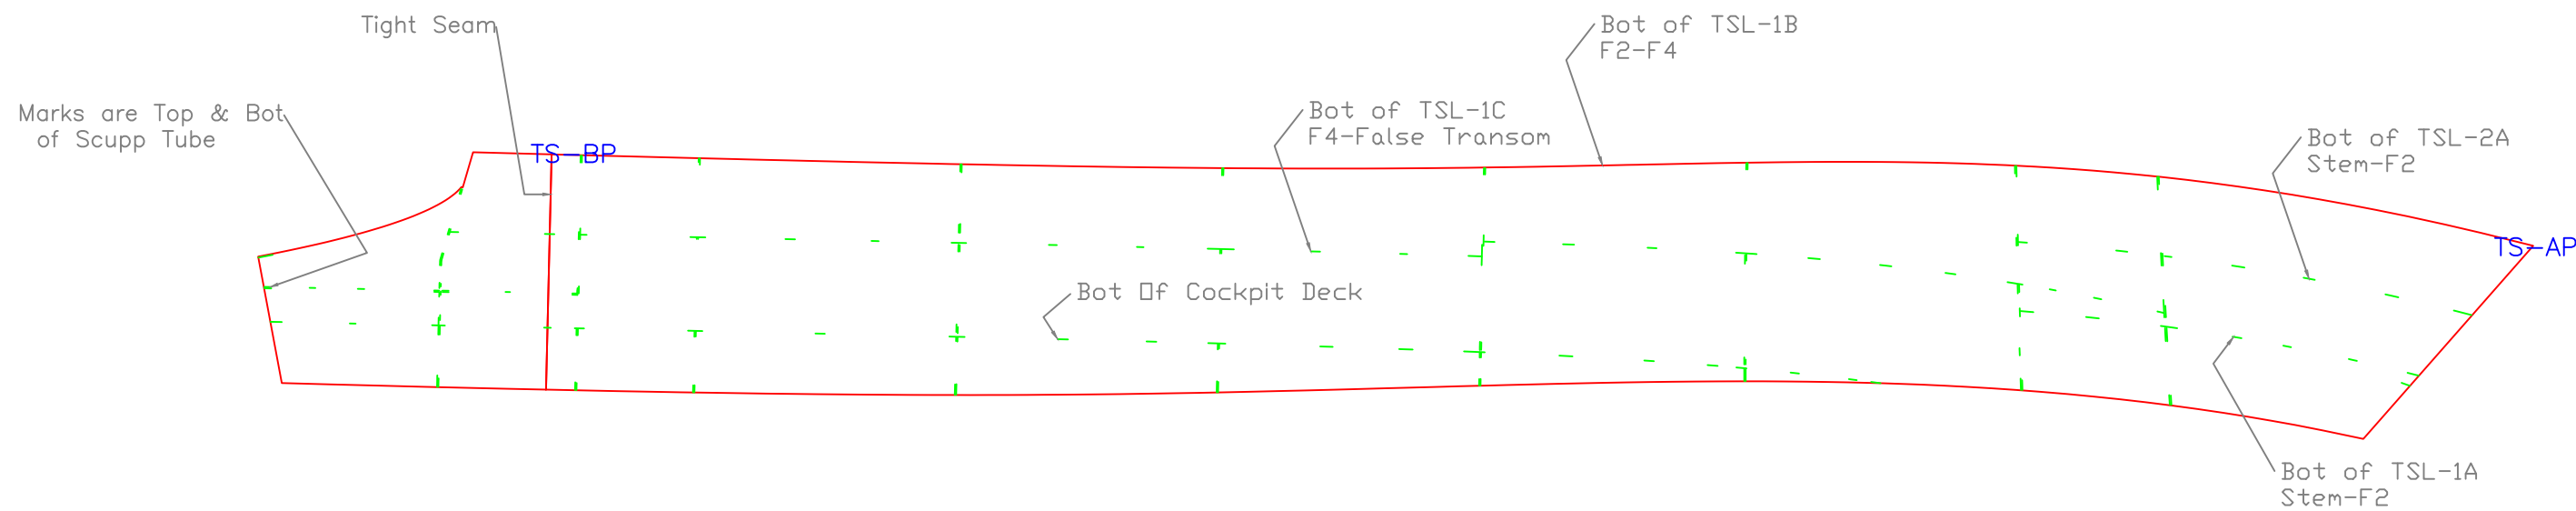 Tight Seam
Bot of TSL-1B
F2-F4
Marks are Top & Bot
of Scupp Tube
Bot of TSL-1C
F4-False Transom
Bot of TSL-2A
Stem-F2
TS-BP
TS-AP
Bot Of Cockpit Deck
Bot of TSL-1A
Stem-F2